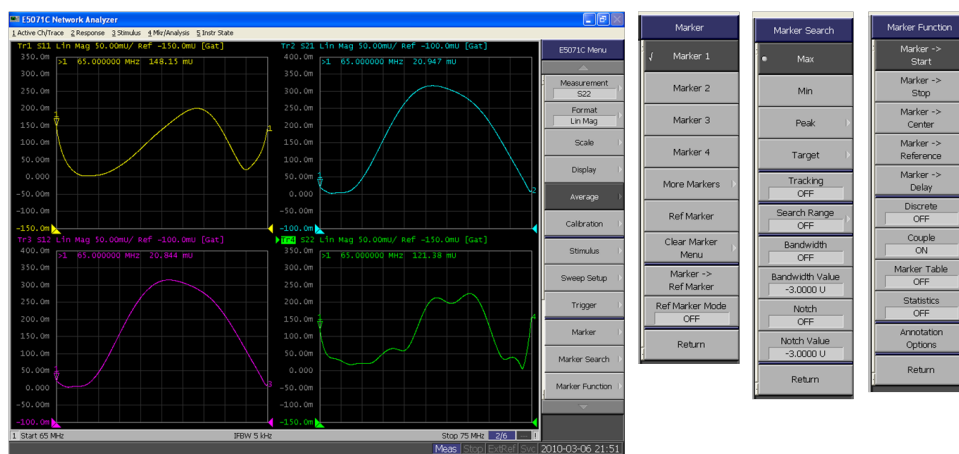 E5071C Network Analyzer
1 Active Ch/Trace 2 Response 3 Stimulus 4 Mkr/Analysis 5 Instr State
Tr1 S11 Lin Mag 50.00mU/ Ref -150.0mU [Gat]
350.0m
>1 65.000000 MHz 148.15 mU
300.0m
250.0m
200.0m
150.0m
100.0m
50.00m
0.000
-50.00m
-100.0m
-150.0m
1
1
Tr2 S21 Lin Mag 50.00mU/ Ref -100.0mU [Gat]
>1 65.000000 MHz 20.947 mU
350.0m
300.0m
250.0m
200.0m
150.0m
100.0m
50.00m
0.000
-50.00m
-100.0m
2
Tr3 S12 Lin Mag 50.00mU/ Ref -100.0mU [Gat]
400.0m
>1 65.000000 MHz 20.844 mU
350.0m
300.0m
250.0m
200.0m
150.0m
100.0m
50.00m
0.000
-50.00m
-100.0m
3
Tr4 S22 Lin Mag 50.00mU/ Ref -150.0mU [Gat]
350.0m
>1 65.000000 MHz 121.38 mU
300.0m
250.0m
200.0m
150.0m
100.0m
50.00m
0.000
-50.00m
-100.0m
-150.0m
4
1 Start 65 MHz IFBW 5 kHz Stop 75 MHz 2/6 !
Meas Stop ExtRef Svc 2010-03-06 21:51
E5071C Menu
Measurement
S22
Format
Lin Mag
Scale
Display
Average
Calibration
Stimulus
Sweep Setup
Trigger
Marker
Marker Search
Marker Function
Marker
√ Marker 1
Marker 2
Marker 3
Marker 4
More Markers
Ref Marker
Clear Marker
Menu
Marker ->
Ref Marker
Ref Marker Mode
OFF
Return
Marker Search
Max
Min
Peak
Target
Tracking
OFF
Search Range
OFF
Bandwidth
OFF
Bandwidth Value
-3.0000 U
Notch
OFF
Notch Value
-3.0000 U
Return
Marker Function
Marker ->
Start
Marker ->
Stop
Marker ->
Center
Marker ->
Reference
Marker ->
Delay
Discrete
OFF
Couple
ON
Marker Table
OFF
Statistics
OFF
Annotation
Options
Return